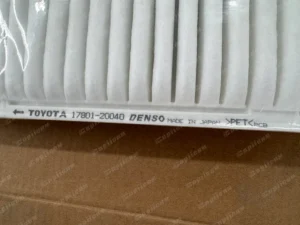 ← TOYOTA 17801-20040 DENSO MADE IN JAPAN >PET<